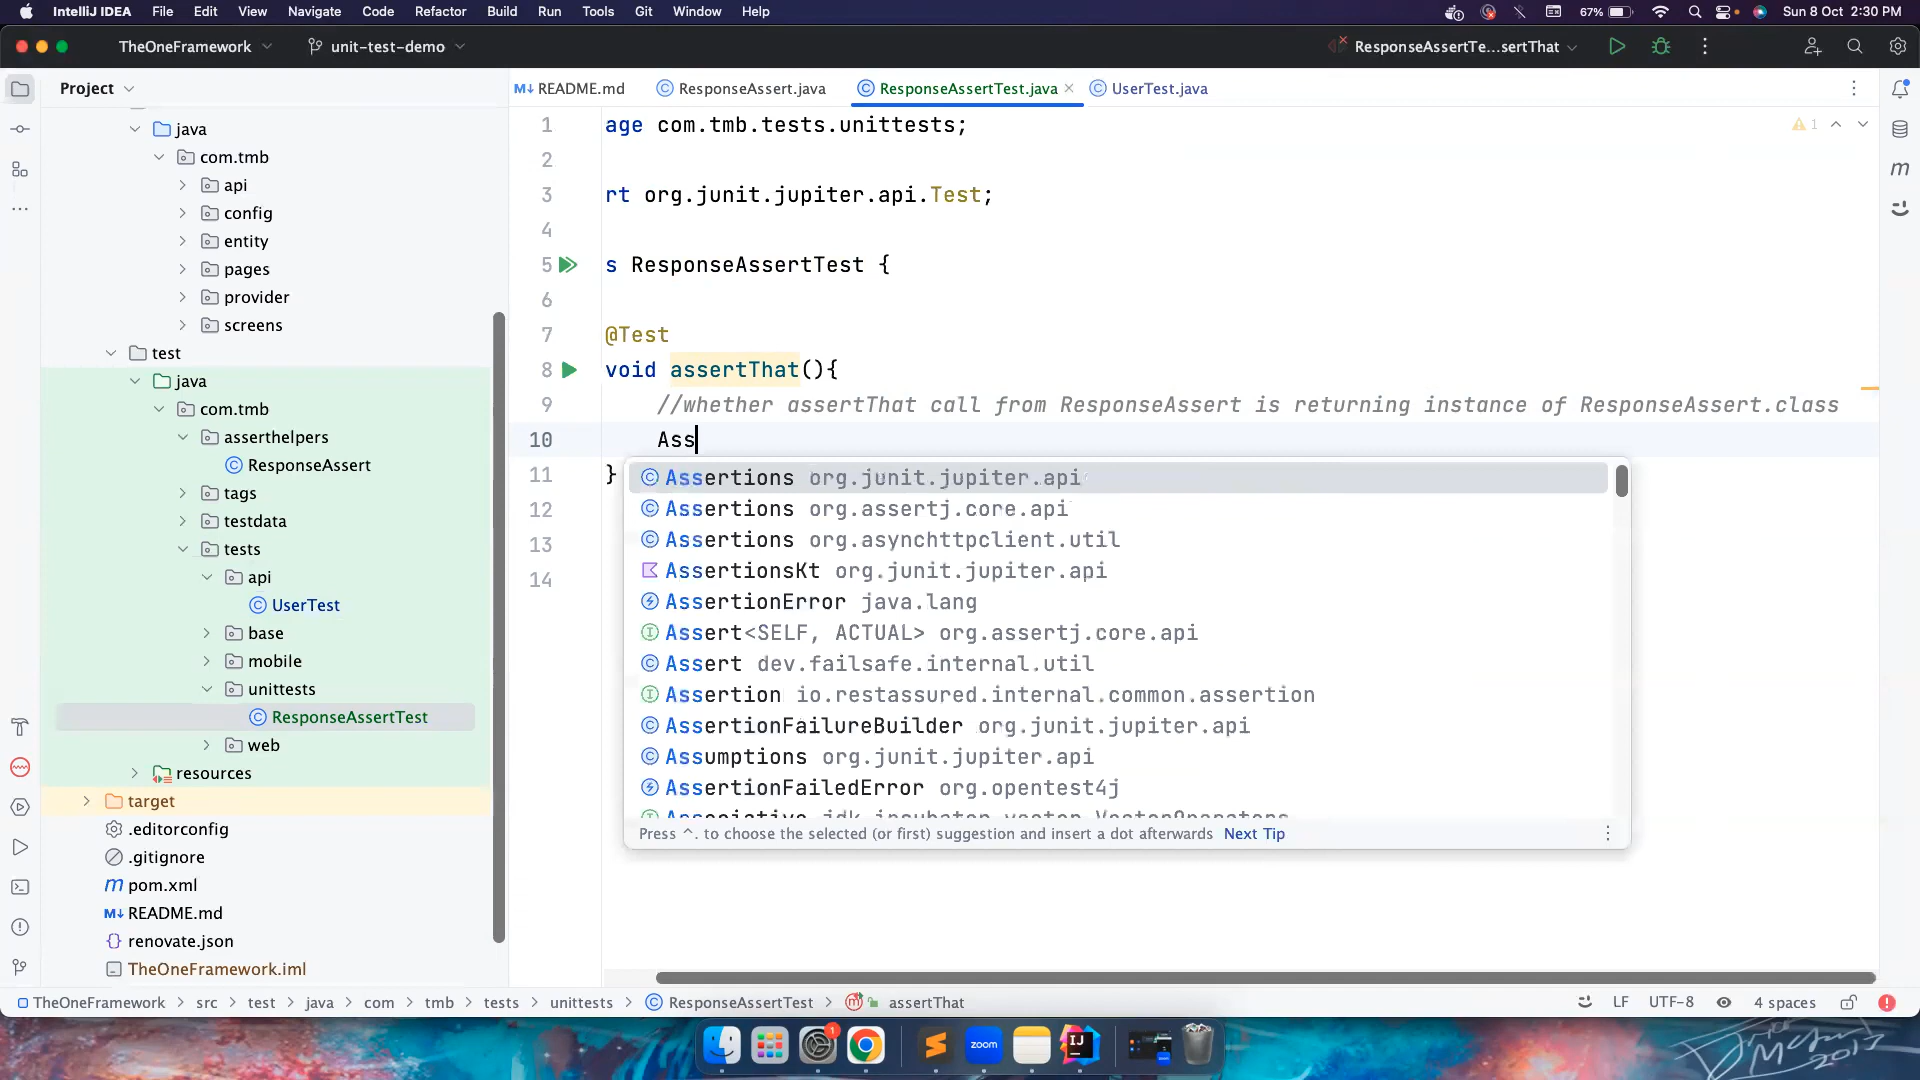 IntelliJ IDEA File Edit View Navigate Code Refactor Build Run Tools Git Window Help 67% Sun 8 Oct 2:30 PM
TheOneFramework unit-test-demo ResponseAssertTe...sertThat
Project
java
com.tmb
api
config
entity
pages
provider
screens
test
java
com.tmb
asserthelpers
ResponseAssert
tags
testdata
tests
api
UserTest
base
mobile
unittests
ResponseAssertTest
web
resources
target
.editorconfig
.gitignore
pom.xml
README.md
renovate.json
TheOneFramework.iml
README.md ResponseAssert.java ResponseAssertTest.java UserTest.java
1 age com.tmb.tests.unittests; 1
2
3 rt org.junit.jupiter.api.Test;
4
5 s ResponseAssertTest {
6
7 @Test
8 void assertThat(){
9 //whether assertThat call from ResponseAssert is returning instance of ResponseAssert.class
10 Ass
11 }
12
13
14
Assertions org.junit.jupiter.api
Assertions org.assertj.core.api
Assertions org.asynchttpclient.util
AssertionsKt org.junit.jupiter.api
AssertionError java.lang
Assert<SELF, ACTUAL> org.assertj.core.api
Assert dev.failsafe.internal.util
Assertion io.restassured.internal.common.assertion
AssertionFailureBuilder org.junit.jupiter.api
Assumptions org.junit.jupiter.api
AssertionFailedError org.opentest4j
Press ^. to choose the selected (or first) suggestion and insert a dot afterwards Next Tip
TheOneFramework > src > test > java > com > tmb > tests > unittests > ResponseAssertTest > assertThat LF UTF-8 4 spaces
1 zoom IJ
2017